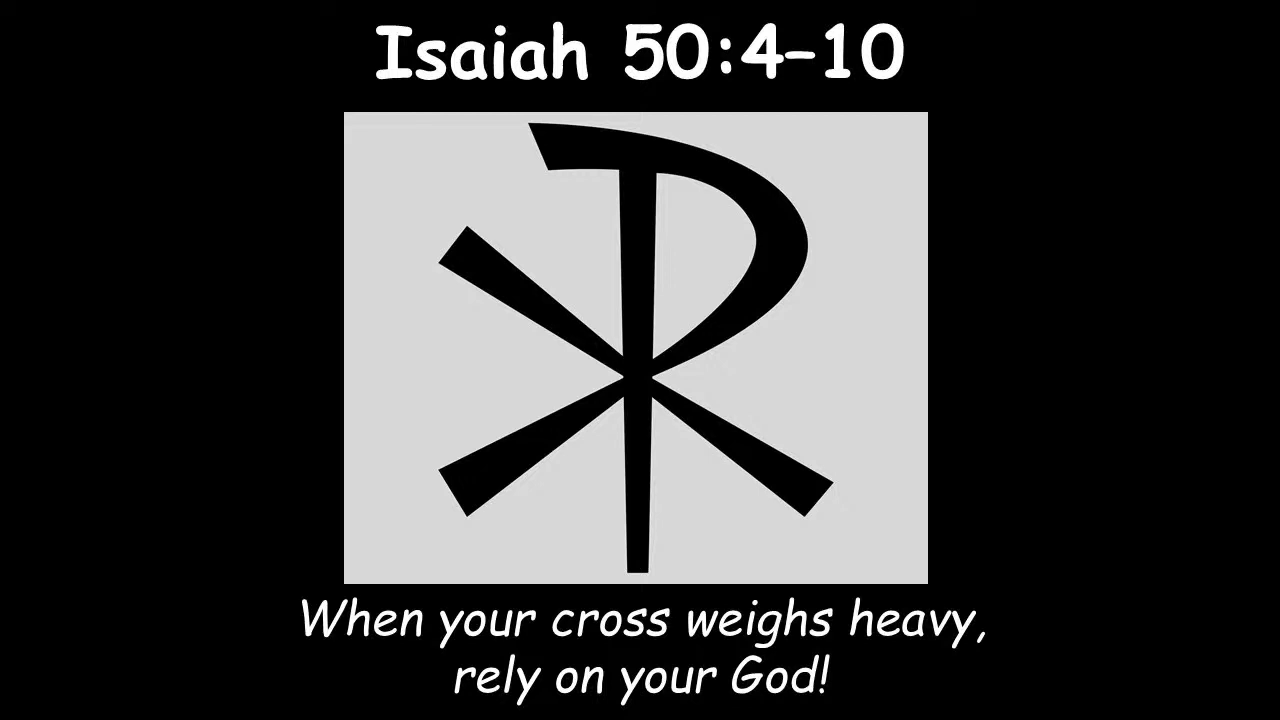 Isaiah 50:4–10
When your cross weighs heavy,
rely on your God!